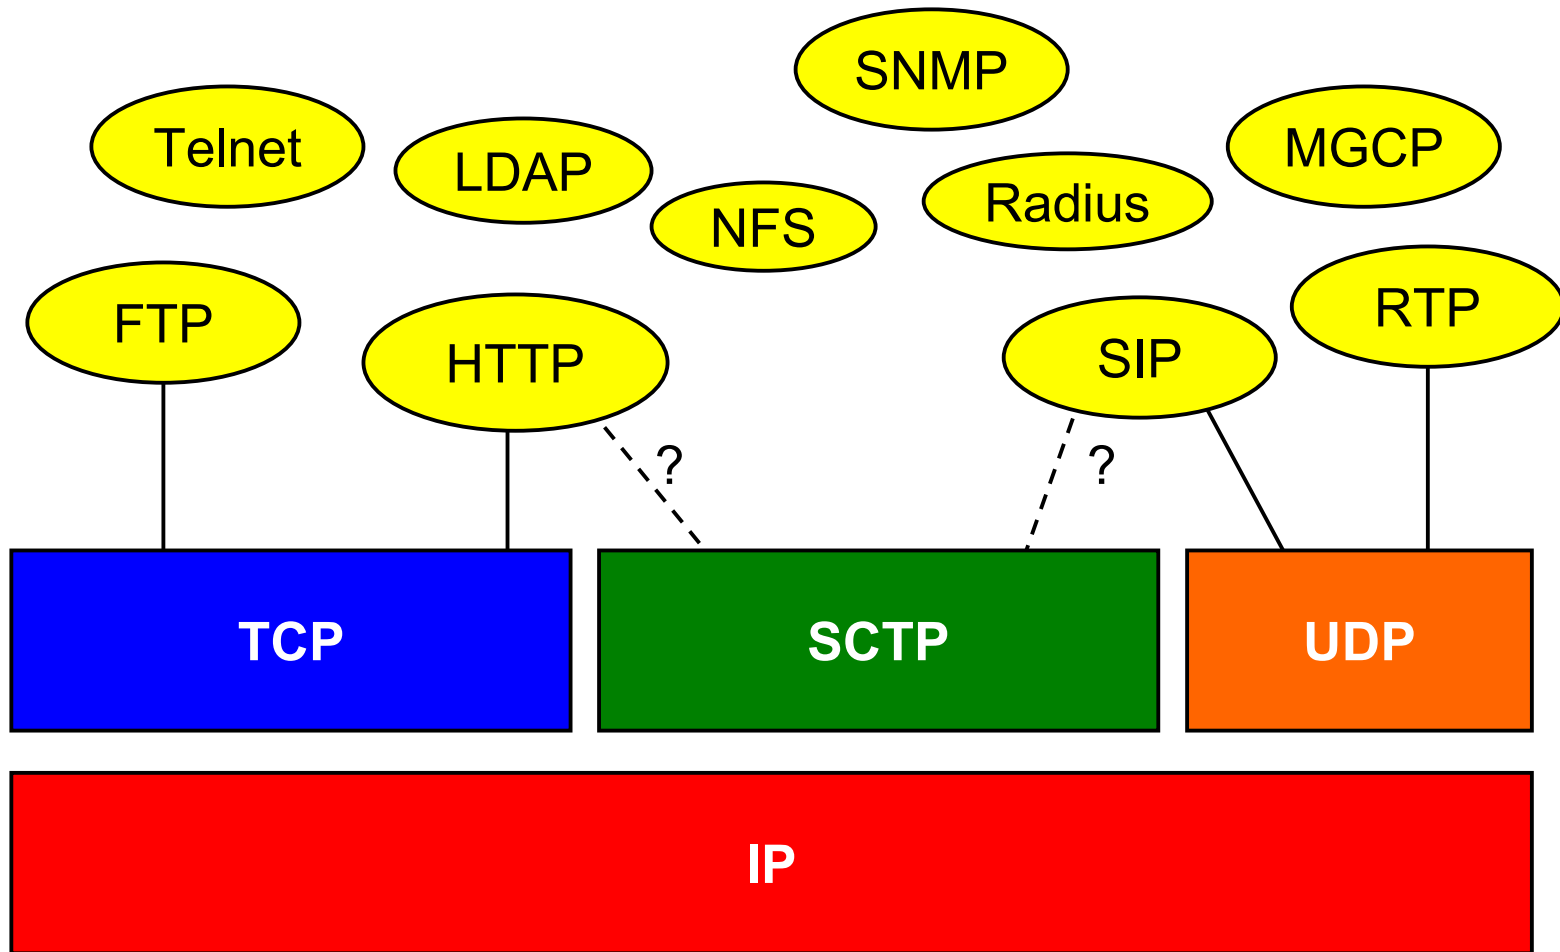 SNMP
Telnet
LDAP
MGCP
Radius
NFS
FTP
HTTP
SIP
RTP
?
?
TCP
SCTP
UDP
IP